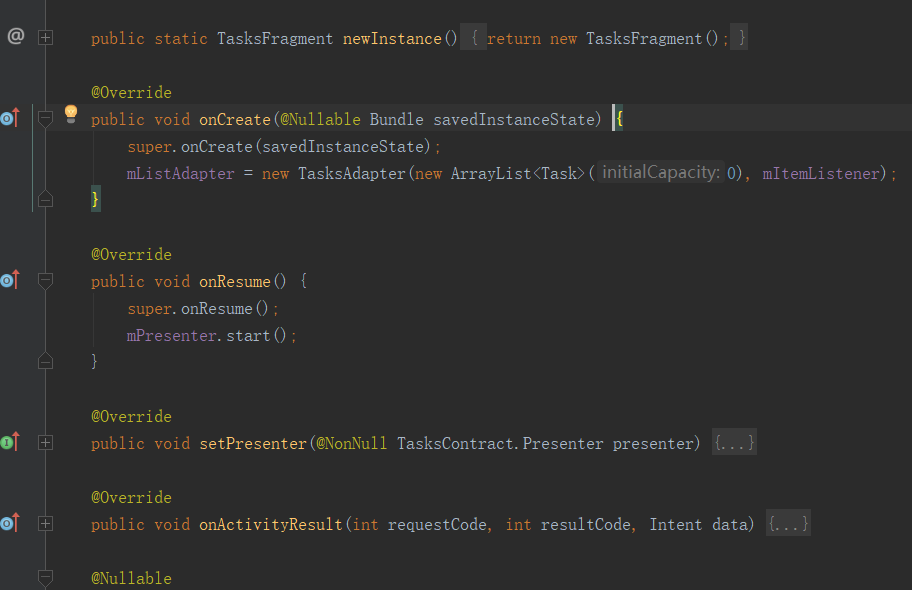 @ public static TasksFragment newInstance() { return new TasksFragment(); }
@Override
public void onCreate(@Nullable Bundle savedInstanceState) {
super.onCreate(savedInstanceState);
mListAdapter = new TasksAdapter(new ArrayList<Task>( initialCapacity: 0), mItemListener);
}
@Override
public void onResume() {
super.onResume();
mPresenter.start();
}
@Override
public void setPresenter(@NonNull TasksContract.Presenter presenter) {...}
@Override
public void onActivityResult(int requestCode, int resultCode, Intent data) {...}
@Nullable